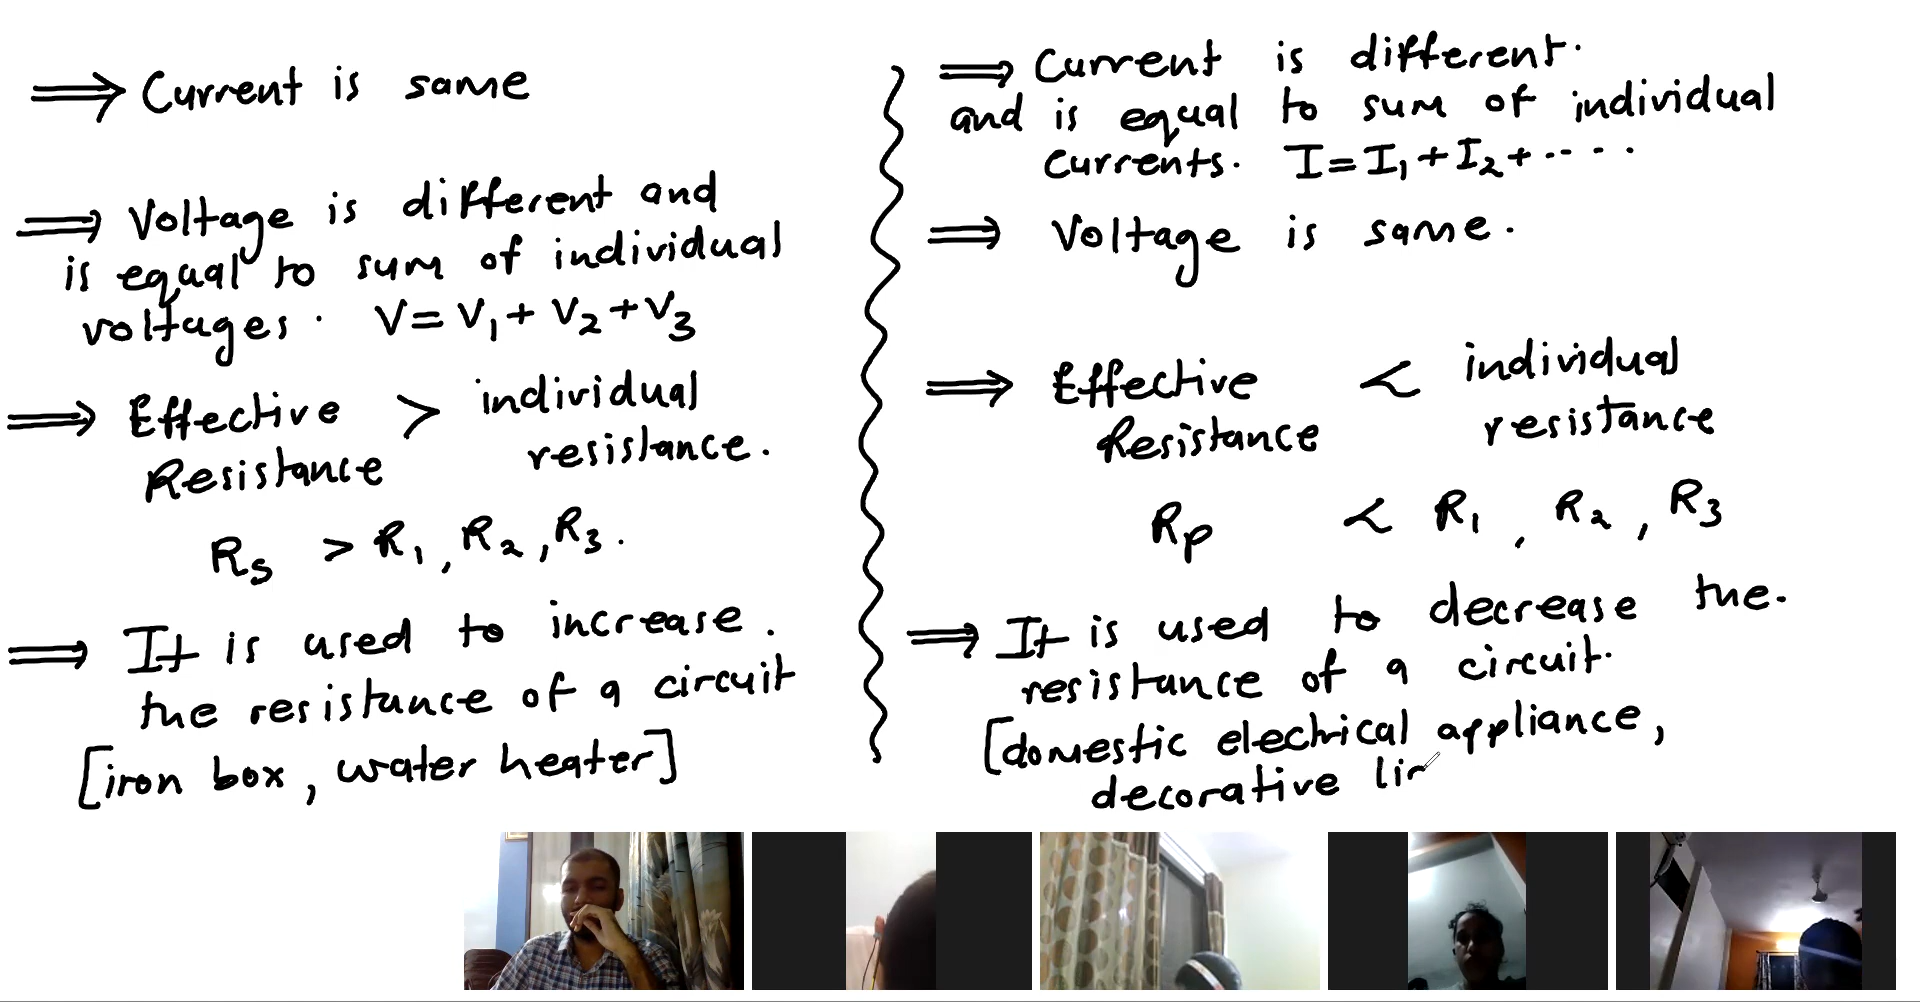 ⟹ Current is same
⟹ Voltage is different and
is equal to sum of individual
voltages. V = V₁ + V₂ + V₃
⟹ Effective > individual
Resistance resistance.
Rs > R₁, R₂, R₃.
⟹ It is used to increase.
the resistance of a circuit
[iron box, water heater]
⟹ Current is different.
and is equal to sum of individual
currents. I = I₁ + I₂ + .....
⟹ Voltage is same.
⟹ Effective < individual
Resistance resistance
Rp < R₁, R₂, R₃
⟹ It is used to decrease the.
resistance of a circuit.
[domestic electrical appliance,
decorative lir